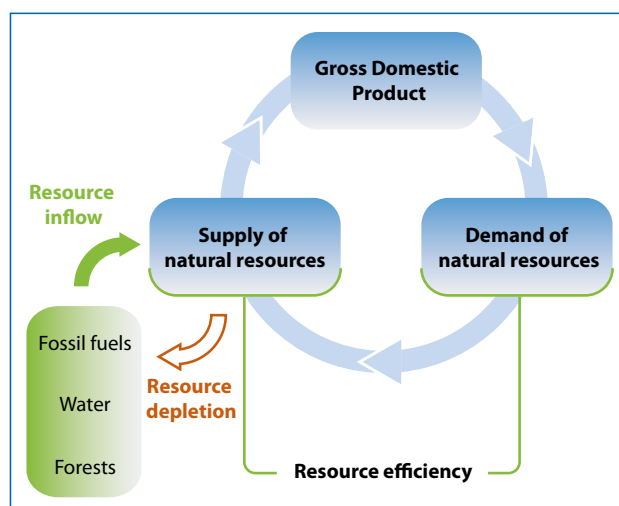 Gross Domestic
Product
Resource
inflow
Supply of
natural resources
Demand of
natural resources
Fossil fuels
Water
Forests
Resource
depletion
Resource efficiency